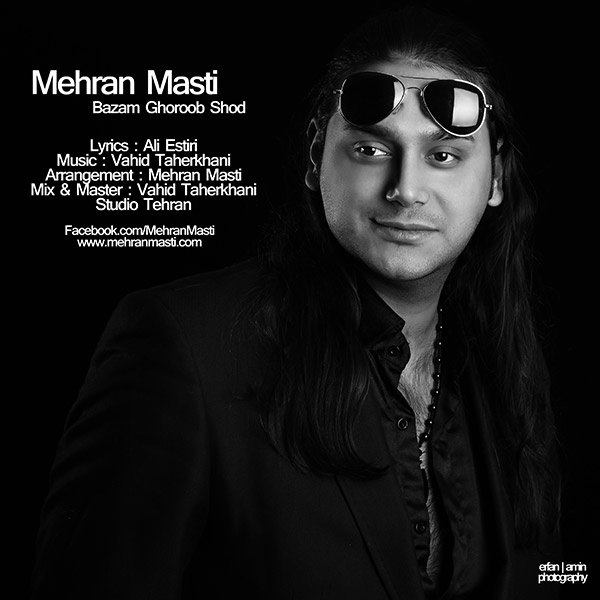 Mehran Masti
Bazam Ghoroob Shod
Lyrics : Ali Estiri
Music : Vahid Taherkhani
Arrangement : Mehran Masti
Mix & Master : Vahid Taherkhani
Studio Tehran
Facebook.com/MehranMasti
www.mehranmasti.com
erfan | amin
photography